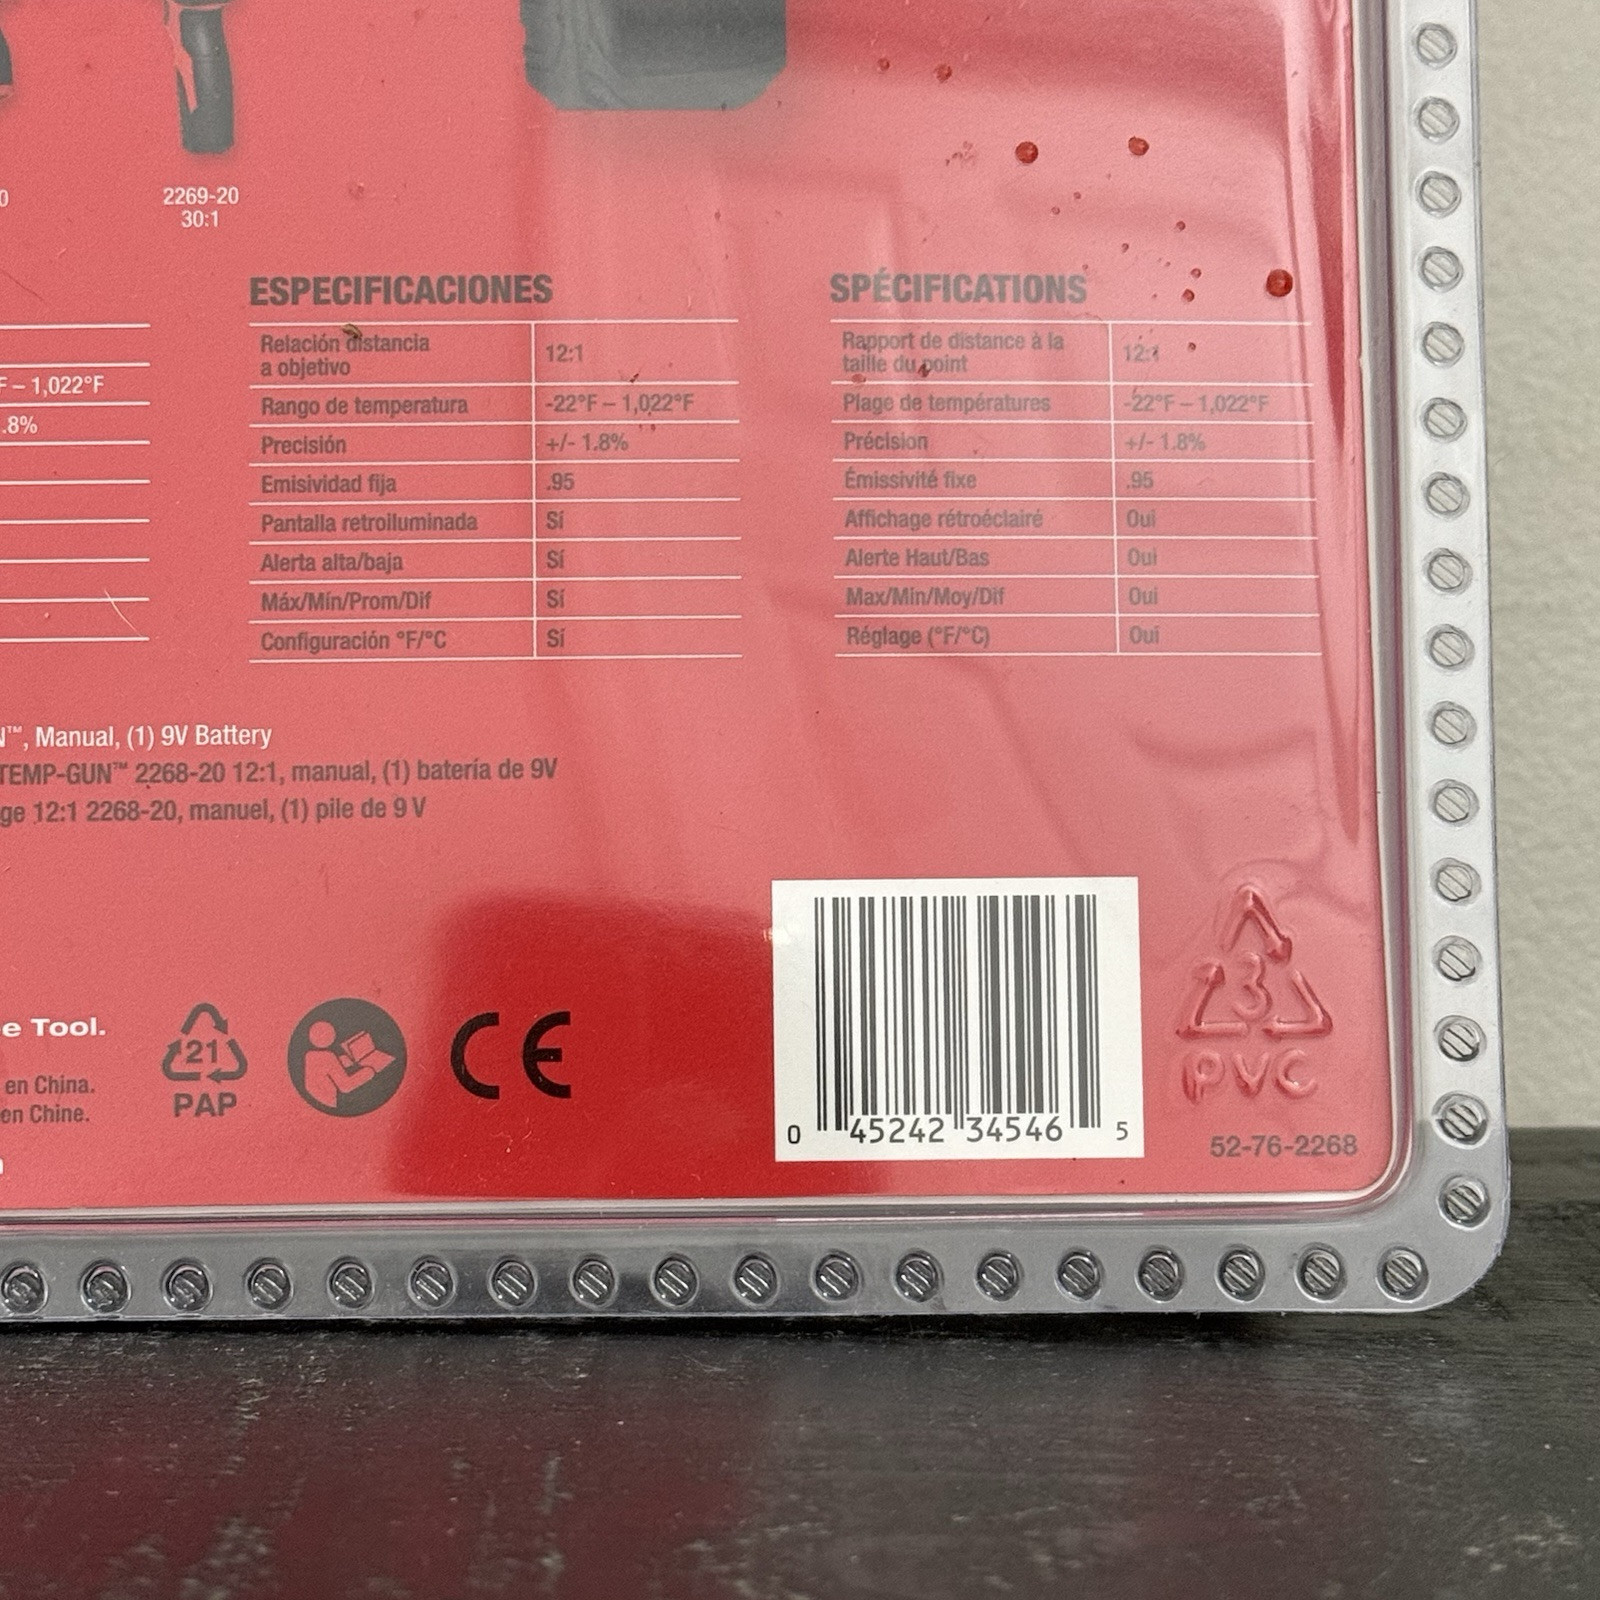 2269-20
30:1
ESPECIFICACIONES
Relación distancia
a objetivo
12:1
Rango de temperatura
-22°F – 1,022°F
Precisión
+/- 1.8%
Emisividad fija
.95
Pantalla retroiluminada
Sí
Alerta alta/baja
Sí
Máx/Mín/Prom/Dif
Sí
Configuración °F/°C
Sí
SPÉCIFICATIONS
Rapport de distance à la
taille du point
12:1
Plage de températures
-22°F – 1,022°F
Précision
+/- 1.8%
Émissivité fixe
.95
Affichage rétroéclairé
Oui
Alerte Haut/Bas
Oui
Max/Min/Moy/Dif
Oui
Réglage (°F/°C)
Oui
F – 1,022°F
.8%
™, Manual, (1) 9V Battery
TEMP-GUN™ 2268-20 12:1, manual, (1) batería de 9V
ge 12:1 2268-20, manuel, (1) pile de 9 V
e Tool.
en China.
en Chine.
21
PAP
CE
0 45242 34546 5
3
PVC
52-76-2268